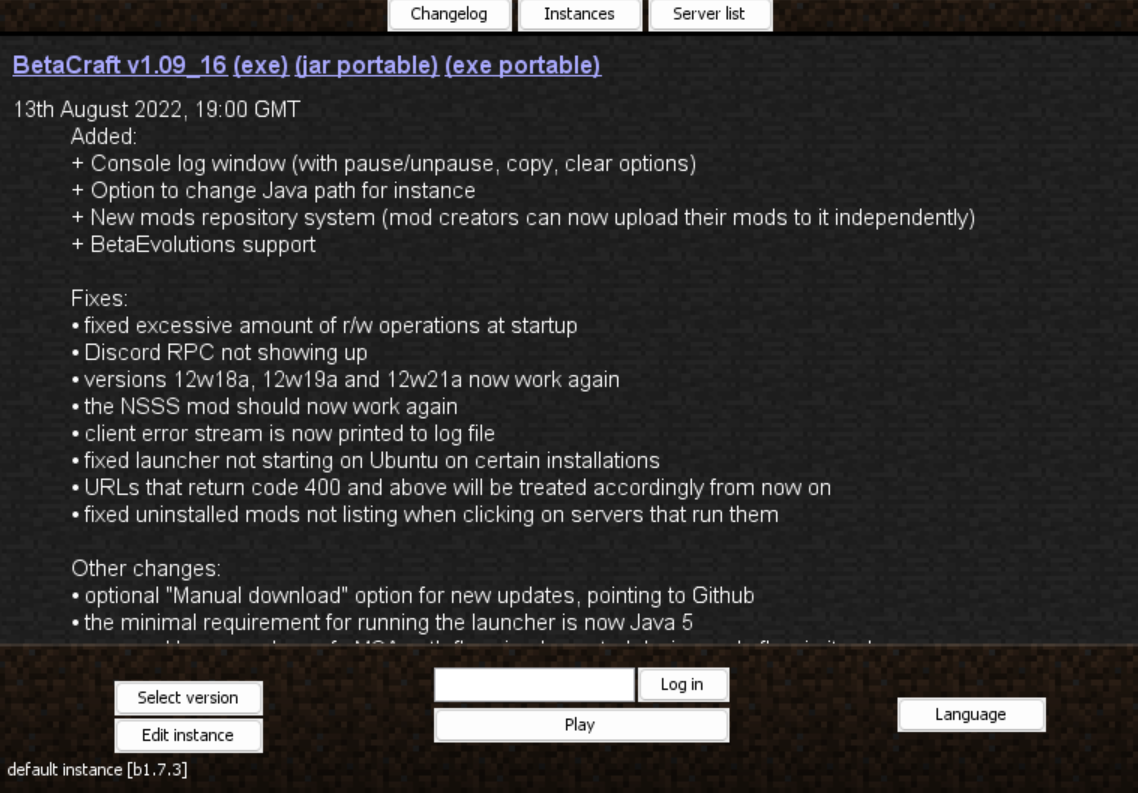 Changelog Instances Server list
BetaCraft v1.09_16 (exe) (jar portable) (exe portable)
13th August 2022, 19:00 GMT
Added:
+ Console log window (with pause/unpause, copy, clear options)
+ Option to change Java path for instance
+ New mods repository system (mod creators can now upload their mods to it independently)
+ BetaEvolutions support
Fixes:
• fixed excessive amount of r/w operations at startup
• Discord RPC not showing up
• versions 12w18a, 12w19a and 12w21a now work again
• the NSSS mod should now work again
• client error stream is now printed to log file
• fixed launcher not starting on Ubuntu on certain installations
• URLs that return code 400 and above will be treated accordingly from now on
• fixed uninstalled mods not listing when clicking on servers that run them
Other changes:
• optional "Manual download" option for new updates, pointing to Github
• the minimal requirement for running the launcher is now Java 5
Log in
Select version
Play
Language
Edit instance
default instance [b1.7.3]